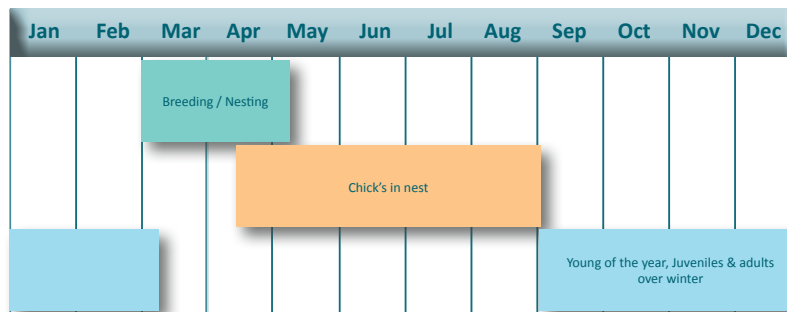 Jan Feb Mar Apr May Jun Jul Aug Sep Oct Nov Dec
Breeding / Nesting
Chick's in nest
Young of the year, Juveniles & adults
over winter